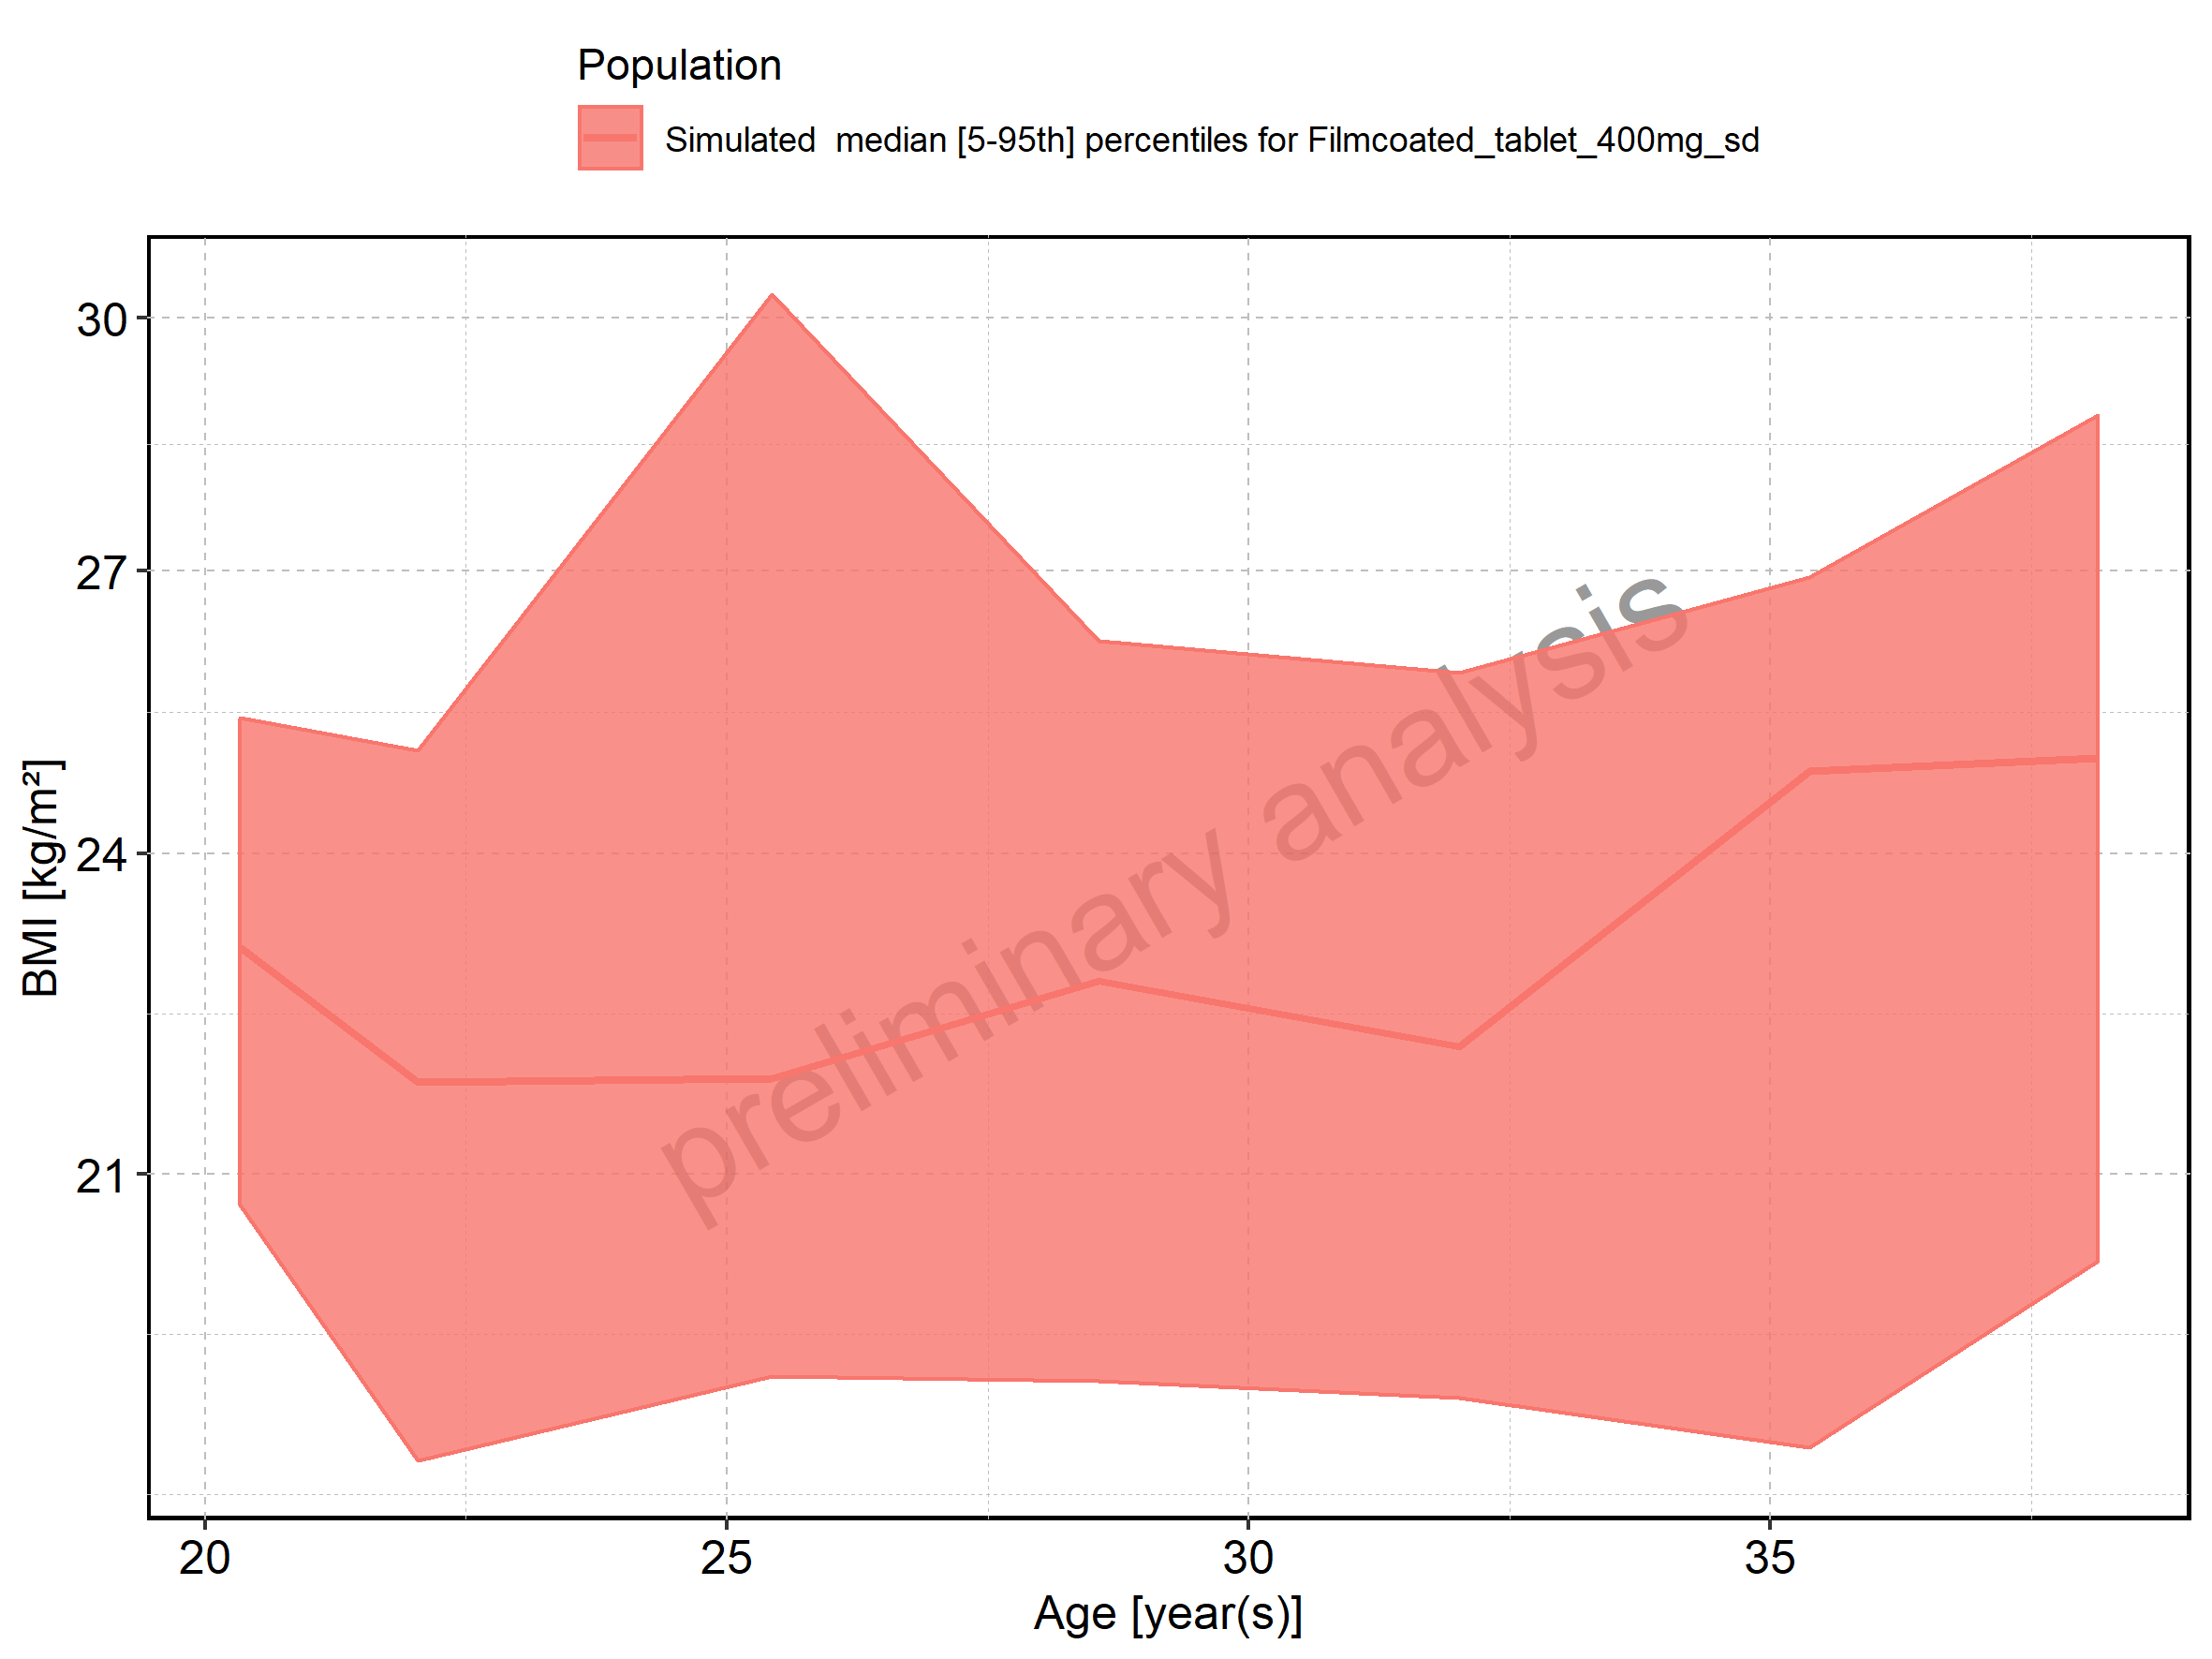 Population
Simulated  median [5-95th] percentiles for Filmcoated_tablet_400mg_sd
30
27
24
21
BMI [kg/m²]
preliminary analysis
20 25 30 35
Age [year(s)]